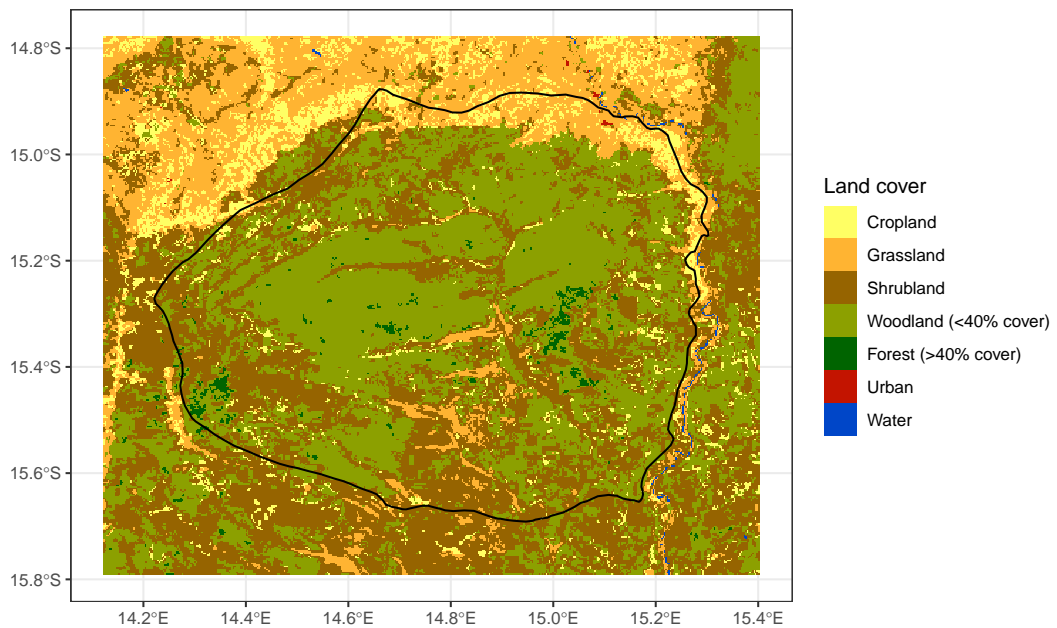 14.8°S
15.0°S
15.2°S
15.4°S
15.6°S
15.8°S
14.2°E
14.4°E
14.6°E
14.8°E
15.0°E
15.2°E
15.4°E
Land cover
Cropland
Grassland
Shrubland
Woodland (<40% cover)
Forest (>40% cover)
Urban
Water